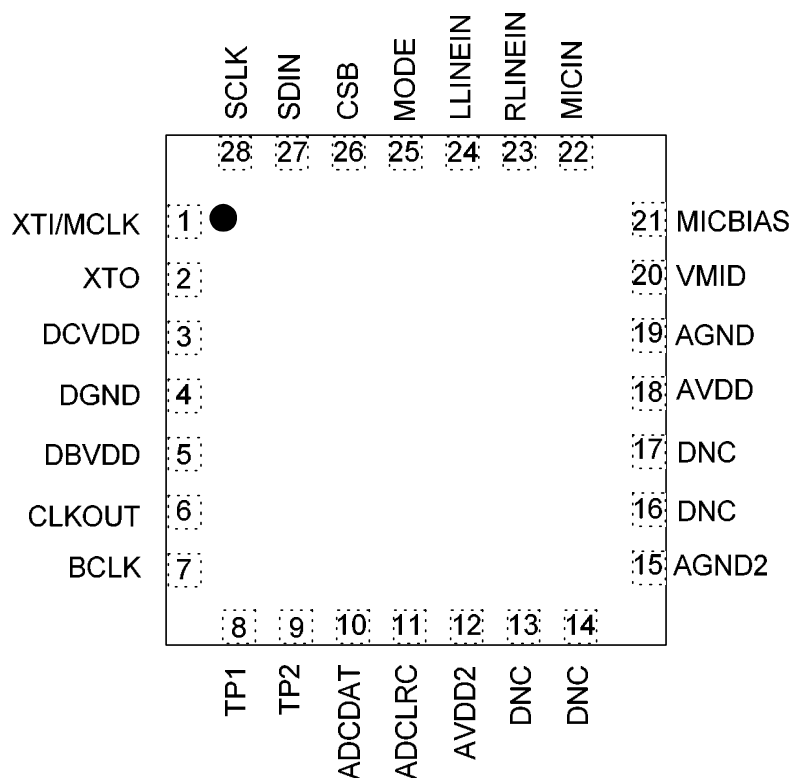 SCLK SDIN CSB MODE LLINEIN RLINEIN MICIN
28 27 26 25 24 23 22
XTI/MCLK 1 21 MICBIAS
XTO 2 20 VMID
DCVDD 3 19 AGND
DGND 4 18 AVDD
DBVDD 5 17 DNC
CLKOUT 6 16 DNC
BCLK 7 15 AGND2
8 9 10 11 12 13 14
TP1 TP2 ADCDAT ADCLRC AVDD2 DNC DNC